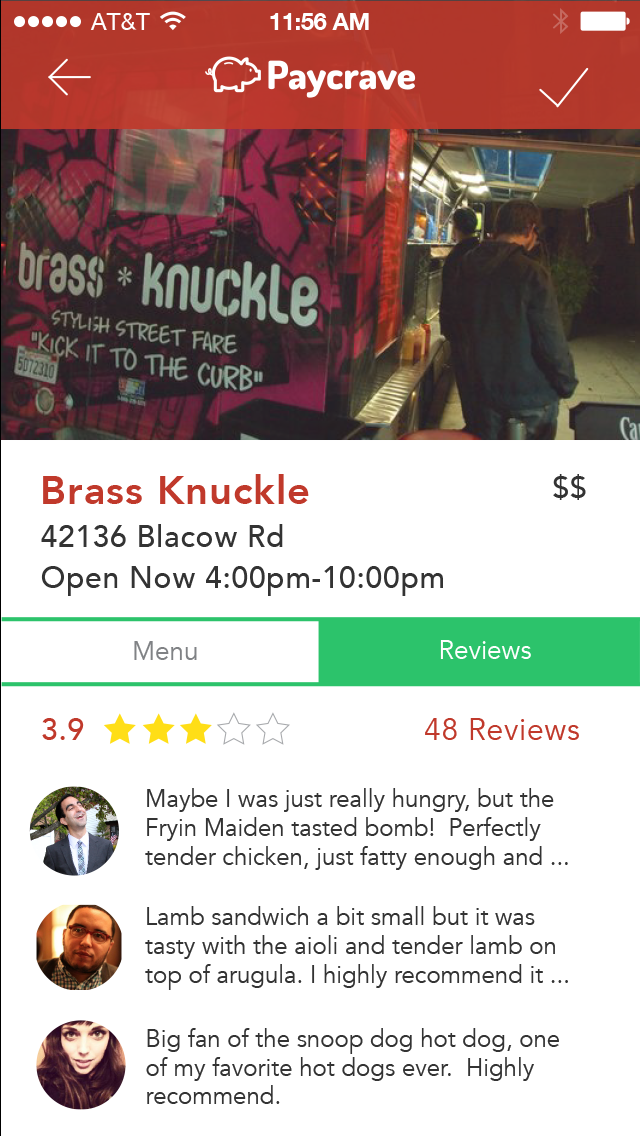 AT&T 11:56 AM
Paycrave
brass * knuckle
STYLISH STREET FARE
"KICK IT TO THE CURB"
5072310
Brass Knuckle $$
42136 Blacow Rd
Open Now 4:00pm-10:00pm
Menu Reviews
3.9 48 Reviews
Maybe I was just really hungry, but the
Fryin Maiden tasted bomb!  Perfectly
tender chicken, just fatty enough and ...
Lamb sandwich a bit small but it was
tasty with the aioli and tender lamb on
top of arugula. I highly recommend it ...
Big fan of the snoop dog hot dog, one
of my favorite hot dogs ever.  Highly
recommend.